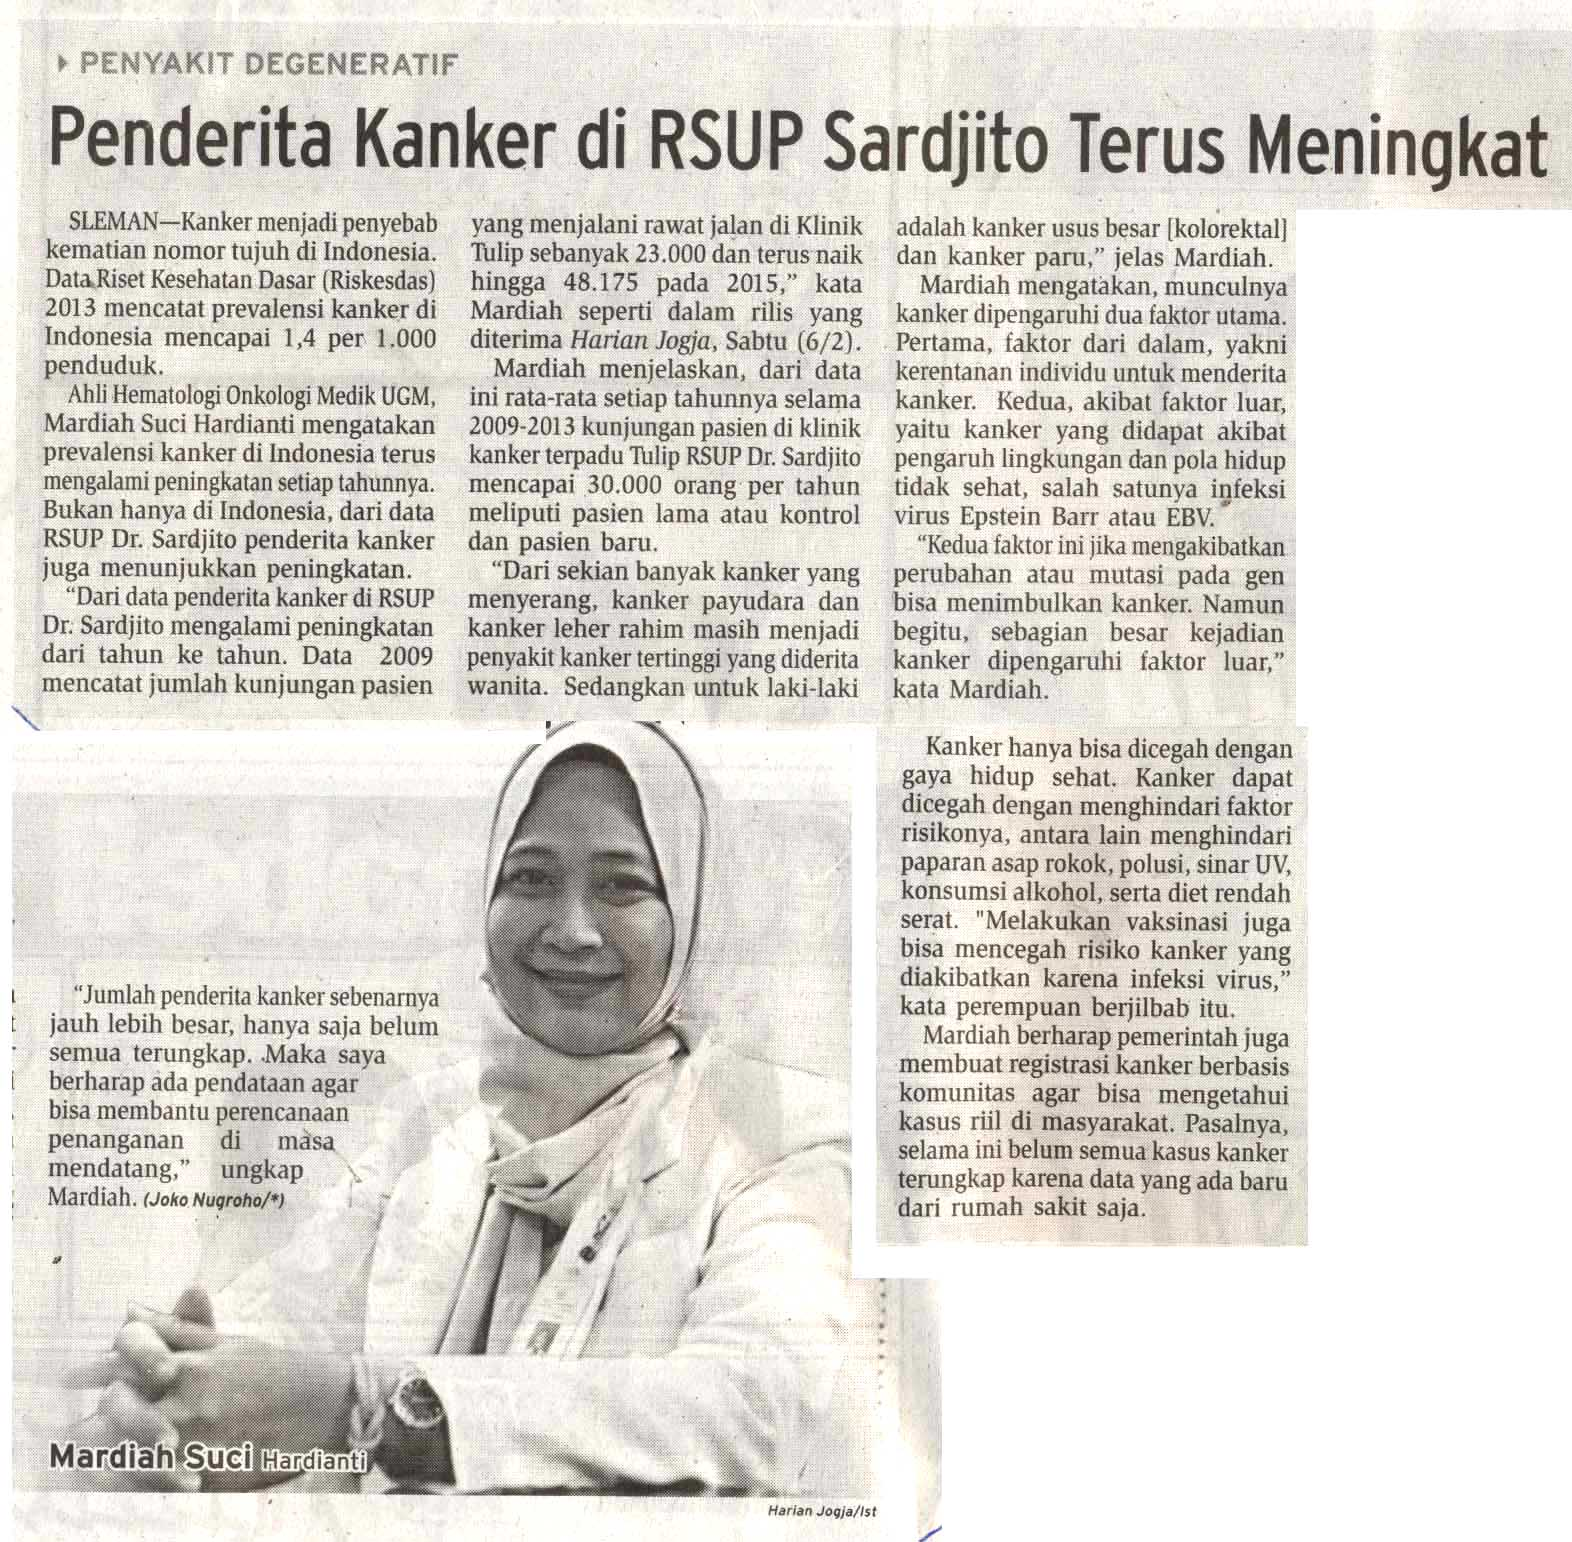 PENYAKIT DEGENERATIF
Penderita Kanker di RSUP Sardjito Terus Meningkat
SLEMAN—Kanker menjadi penyebab
kematian nomor tujuh di Indonesia.
Data Riset Kesehatan Dasar (Riskesdas)
2013 mencatat prevalensi kanker di
Indonesia mencapai 1,4 per 1.000
penduduk.
Ahli Hematologi Onkologi Medik UGM,
Mardiah Suci Hardianti mengatakan
prevalensi kanker di Indonesia terus
mengalami peningkatan setiap tahunnya.
Bukan hanya di Indonesia, dari data
RSUP Dr. Sardjito penderita kanker
juga menunjukkan peningkatan.
“Dari data penderita kanker di RSUP
Dr. Sardjito mengalami peningkatan
dari tahun ke tahun. Data 2009
mencatat jumlah kunjungan pasien
yang menjalani rawat jalan di Klinik
Tulip sebanyak 23.000 dan terus naik
hingga 48.175 pada 2015,” kata
Mardiah seperti dalam rilis yang
diterima Harian Jogja, Sabtu (6/2).
Mardiah menjelaskan, dari data
ini rata-rata setiap tahunnya selama
2009-2013 kunjungan pasien di klinik
kanker terpadu Tulip RSUP Dr. Sardjito
mencapai 30.000 orang per tahun
meliputi pasien lama atau kontrol
dan pasien baru.
“Dari sekian banyak kanker yang
menyerang, kanker payudara dan
kanker leher rahim masih menjadi
penyakit kanker tertinggi yang diderita
wanita. Sedangkan untuk laki-laki
adalah kanker usus besar [kolorektal]
dan kanker paru,” jelas Mardiah.
Mardiah mengatakan, munculnya
kanker dipengaruhi dua faktor utama.
Pertama, faktor dari dalam, yakni
kerentanan individu untuk menderita
kanker. Kedua, akibat faktor luar,
yaitu kanker yang didapat akibat
pengaruh lingkungan dan pola hidup
tidak sehat, salah satunya infeksi
virus Epstein Barr atau EBV.
“Kedua faktor ini jika mengakibatkan
perubahan atau mutasi pada gen
bisa menimbulkan kanker. Namun
begitu, sebagian besar kejadian
kanker dipengaruhi faktor luar,”
kata Mardiah.
Kanker hanya bisa dicegah dengan
gaya hidup sehat. Kanker dapat
dicegah dengan menghindari faktor
risikonya, antara lain menghindari
paparan asap rokok, polusi, sinar UV,
konsumsi alkohol, serta diet rendah
serat. "Melakukan vaksinasi juga
bisa mencegah risiko kanker yang
diakibatkan karena infeksi virus,”
kata perempuan berjilbab itu.
Mardiah berharap pemerintah juga
membuat registrasi kanker berbasis
komunitas agar bisa mengetahui
kasus riil di masyarakat. Pasalnya,
selama ini belum semua kasus kanker
terungkap karena data yang ada baru
dari rumah sakit saja.
“Jumlah penderita kanker sebenarnya
jauh lebih besar, hanya saja belum
semua terungkap. Maka saya
berharap ada pendataan agar
bisa membantu perencanaan
penanganan di masa
mendatang,” ungkap
Mardiah. (Joko Nugroho/*)
Mardiah Suci Hardianti
Harian Jogja/Ist